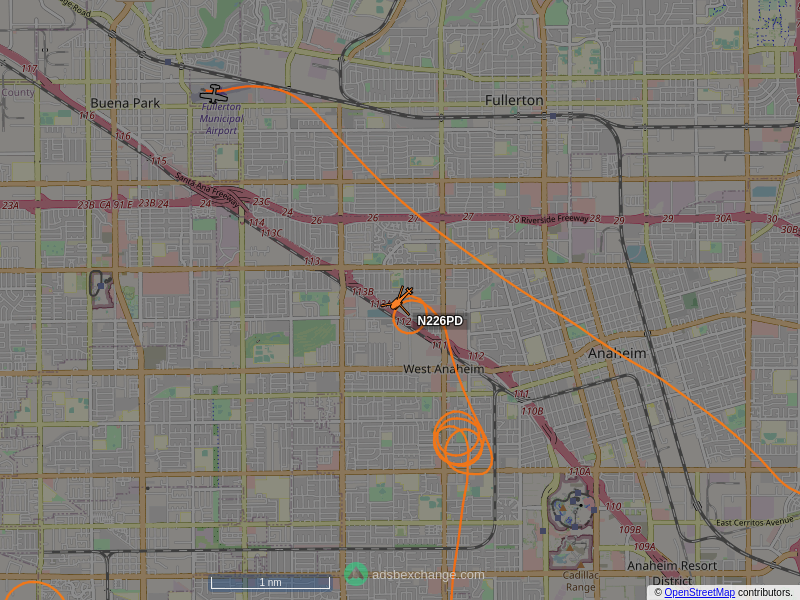 117
County
Buena Park
116
116
115
Fullerton
Municipal
Airport
Fullerton
Santa Ana Freeway
23A
23B CA 91 E
23B
24
24
23C
24
26
26
27
27
28
Riverside Freeway
28
29
29
30A
30
30B
114
113C
113
113B
112
N226PD
111
112
West Anaheim
Anaheim
111
110B
110A
110
109B
109A
East Cerritos Avenue
Anaheim Resort
District
Cadillac
Range
1 nm
adsbexchange.com
© OpenStreetMap contributors.